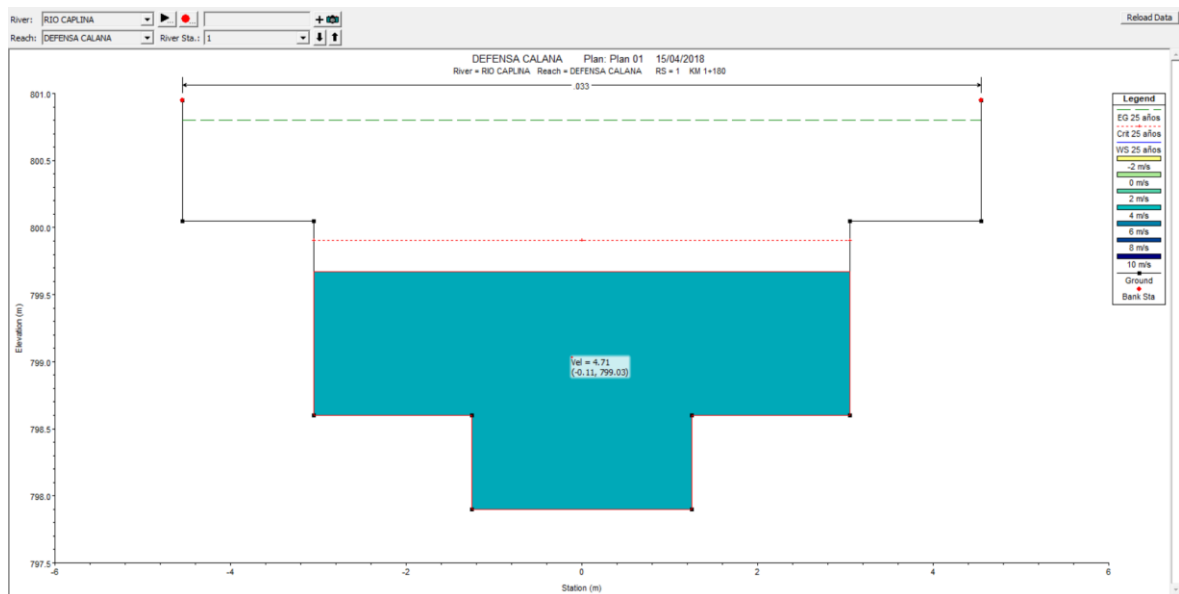 River: RIO CAPLINA
Reload Data
Reach: DEFENSA CALANA River Sta.: 1
DEFENSA CALANA Plan: Plan 01 15/04/2018
River = RIO CAPLINA Reach = DEFENSA CALANA RS = 1 KM 1+180
.033
801.0
800.5
800.0
799.5
799.0
798.5
798.0
797.5
Elevation (m)
Vel = 4.71
(-0.11, 799.03)
-6 -4 -2 0 2 4 6
Station (m)
Legend
EG 25 años
Crit 25 años
WS 25 años
-2 m/s
0 m/s
2 m/s
4 m/s
6 m/s
8 m/s
10 m/s
Ground
Bank Sta